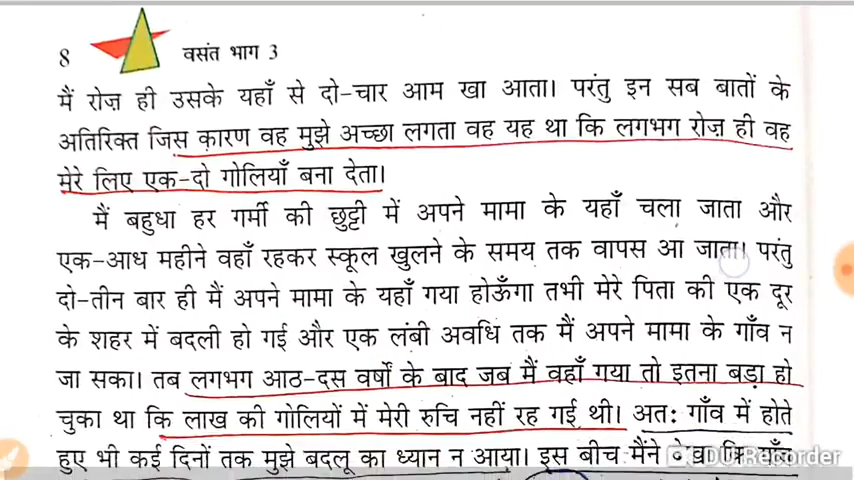 8 वसंत भाग 3
मैं रोज़ ही उसके यहाँ से दो-चार आम खा आता। परंतु इन सब बातों के
अतिरिक्त जिस कारण वह मुझे अच्छा लगता वह यह था कि लगभग रोज़ ही वह
मेरे लिए एक-दो गोलियाँ बना देता।
मैं बहुधा हर गर्मी की छुट्टी में अपने मामा के यहाँ चला जाता और
एक-आध महीने वहाँ रहकर स्कूल खुलने के समय तक वापस आ जाता। परंतु
दो-तीन बार ही मैं अपने मामा के यहाँ गया होऊँगा तभी मेरे पिता की एक दूर
के शहर में बदली हो गई और एक लंबी अवधि तक मैं अपने मामा के गाँव न
जा सका। तब लगभग आठ-दस वर्षों के बाद जब मैं वहाँ गया तो इतना बड़ा हो
चुका था कि लाख की गोलियों में मेरी रुचि नहीं रह गई थी। अतः गाँव में होते
हुए भी कई दिनों तक मुझे बदलू का ध्यान न आया। इस बीच मैंने
DU Recorder